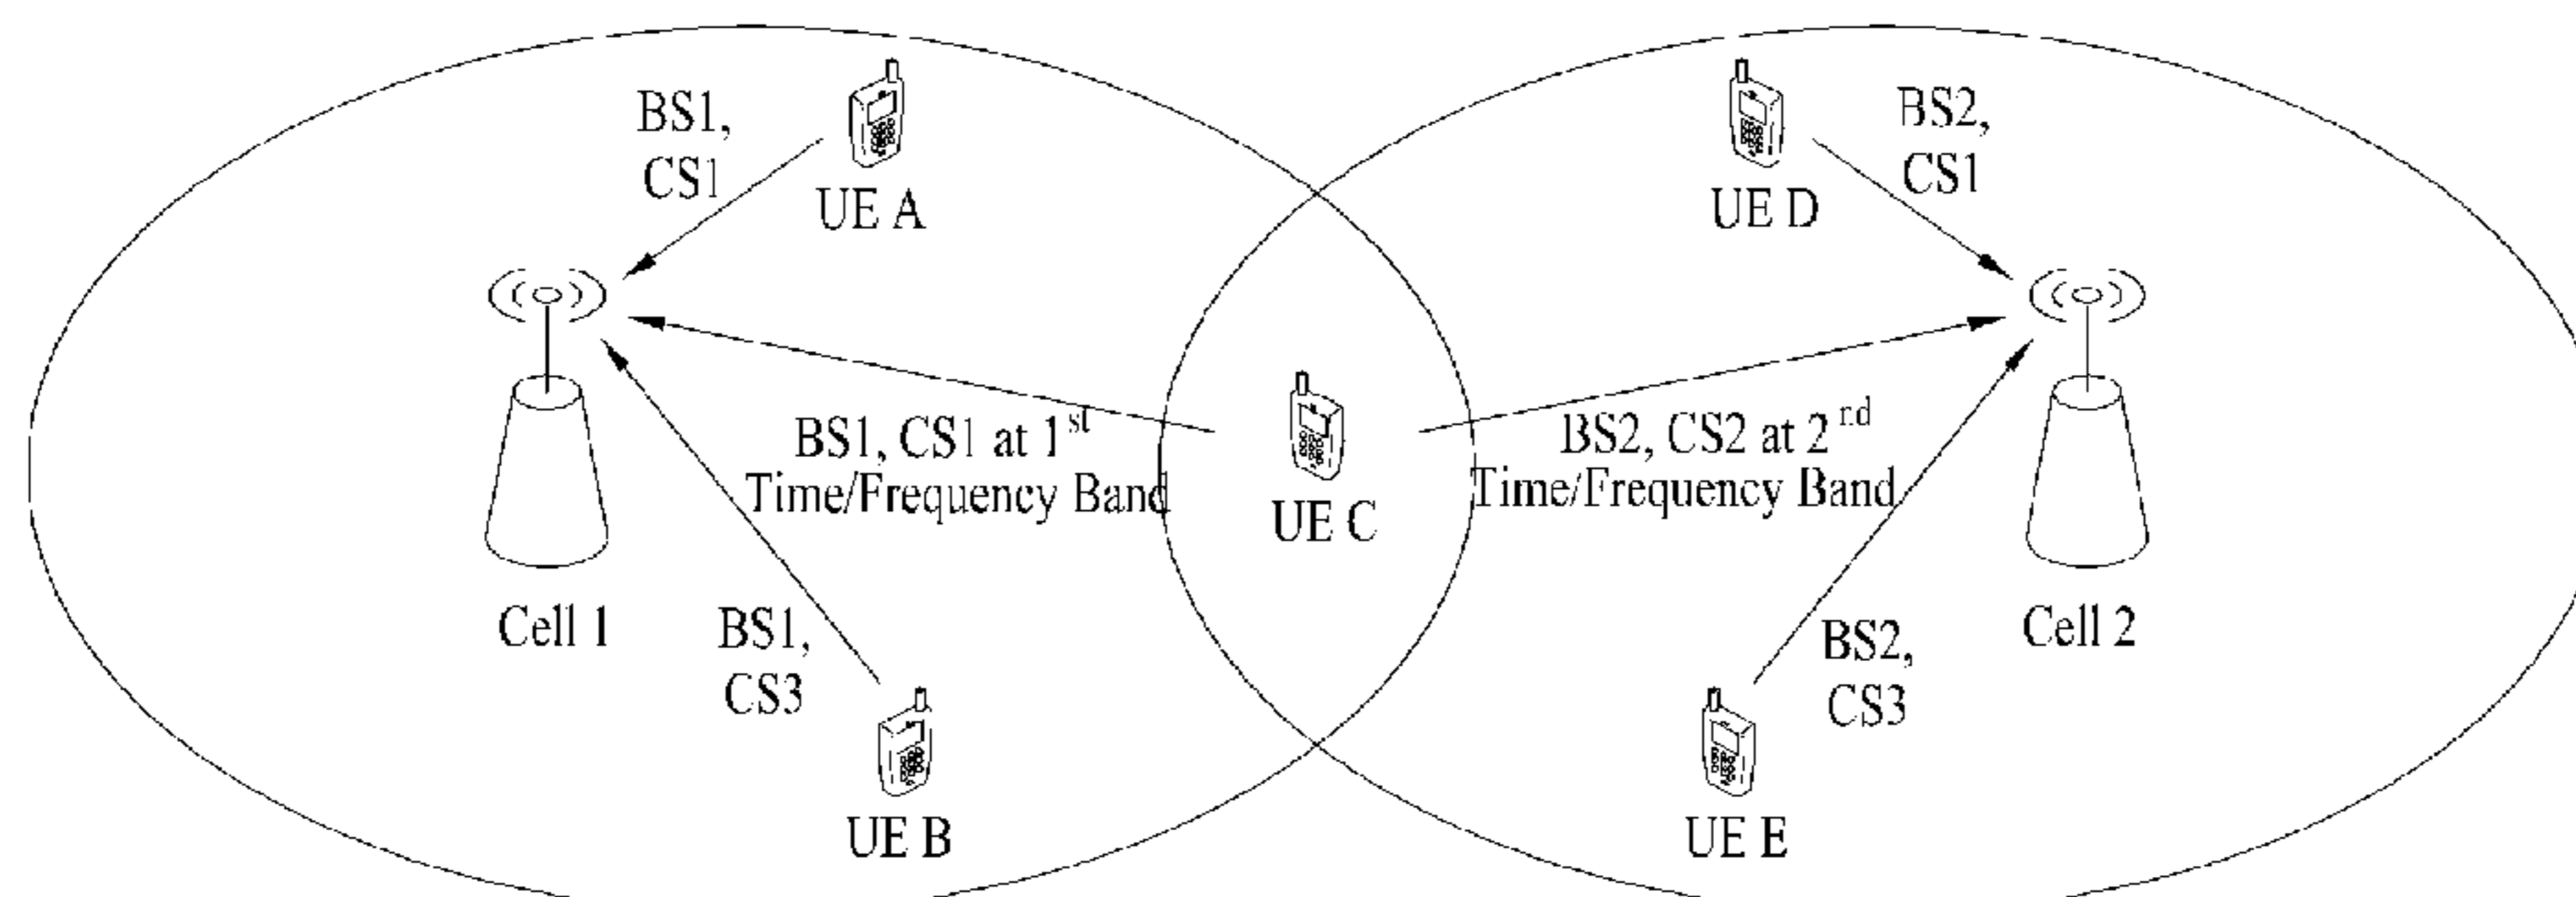 BS1,
CS1
UE A
UE D
BS2,
CS1
BS1, CS1 at 1st
Time/Frequency Band
UE C
BS2, CS2 at 2nd
Time/Frequency Band
Cell 1
BS1,
CS3
UE B
BS2,
CS3
UE E
Cell 2